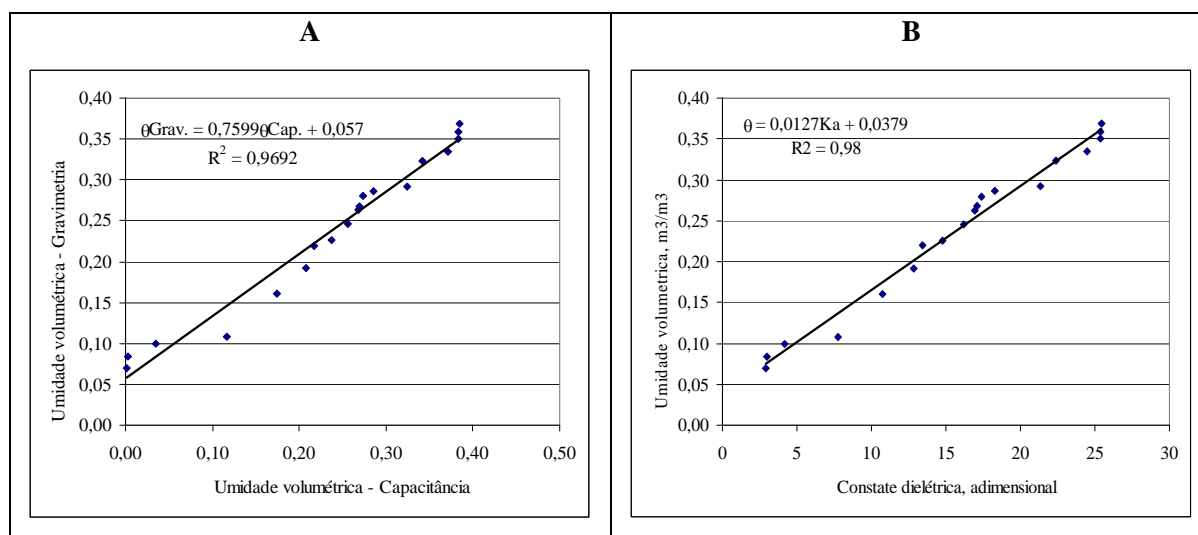 A
0,40
0,35
0,30
0,25
0,20
0,15
0,10
0,05
0,00
Umidade volumétrica - Gravimetria
θGrav. = 0,7599θCap. + 0,057
R² = 0,9692
0,00 0,10 0,20 0,30 0,40 0,50
Umidade volumétrica - Capacitância
B
0,40
0,35
0,30
0,25
0,20
0,15
0,10
0,05
0,00
Umidade volumetrica, m3/m3
θ = 0,0127Ka + 0,0379
R2 = 0,98
0 5 10 15 20 25 30
Constate dielétrica, adimensional